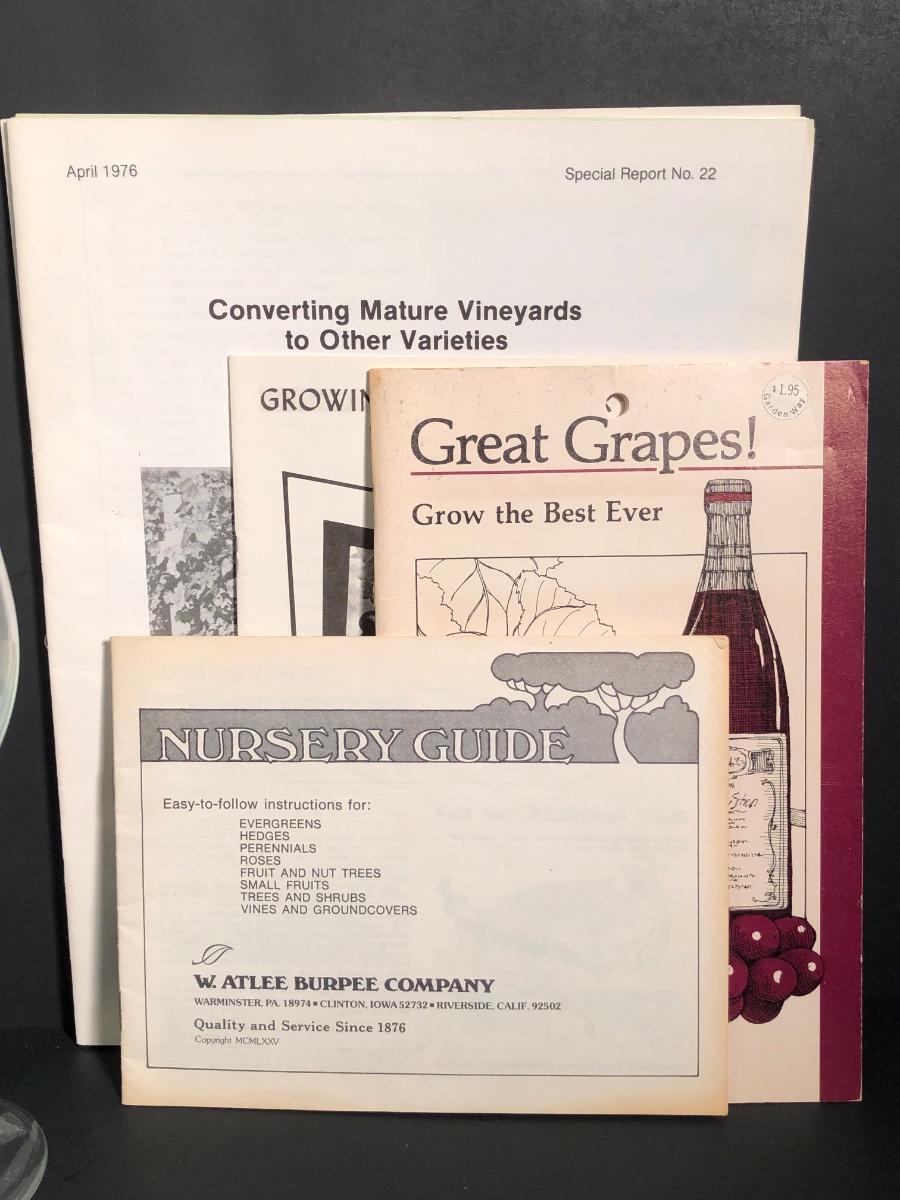 April 1976
Special Report No. 22
Converting Mature Vineyards
to Other Varieties
GROWIN
Great Grapes!
$1.95
Garden Way
Grow the Best Ever
NURSERY GUIDE
Easy-to-follow instructions for:
EVERGREENS
HEDGES
PERENNIALS
ROSES
FRUIT AND NUT TREES
SMALL FRUITS
TREES AND SHRUBS
VINES AND GROUNDCOVERS
W. ATLEE BURPEE COMPANY
WARMINSTER, PA. 18974 ▪ CLINTON, IOWA 52732 ▪ RIVERSIDE, CALIF. 92502
Quality and Service Since 1876
Copyright MCMLXXV